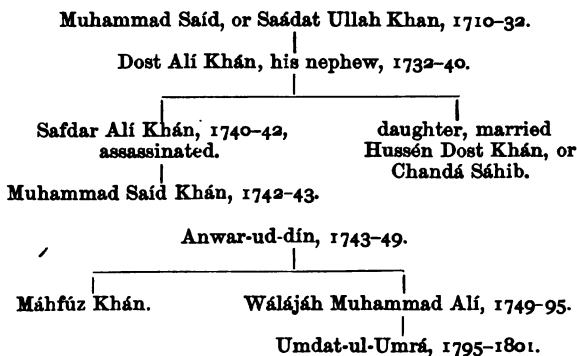 Muhammad Saíd, or Saádat Ullah Khan, 1710-32.
Dost Alí Khán, his nephew, 1732-40.
Safdar Alí Khán, 1740-42,
assassinated.
daughter, married
Hussén Dost Khán, or
Chandá Sáhib.
Muhammad Saíd Khán, 1742-43.
Anwar-ud-dín, 1743-49.
Máhfúz Khán.
Wálájáh Muhammad Alí, 1749-95.
Umdat-ul-Umrá, 1795-1801.